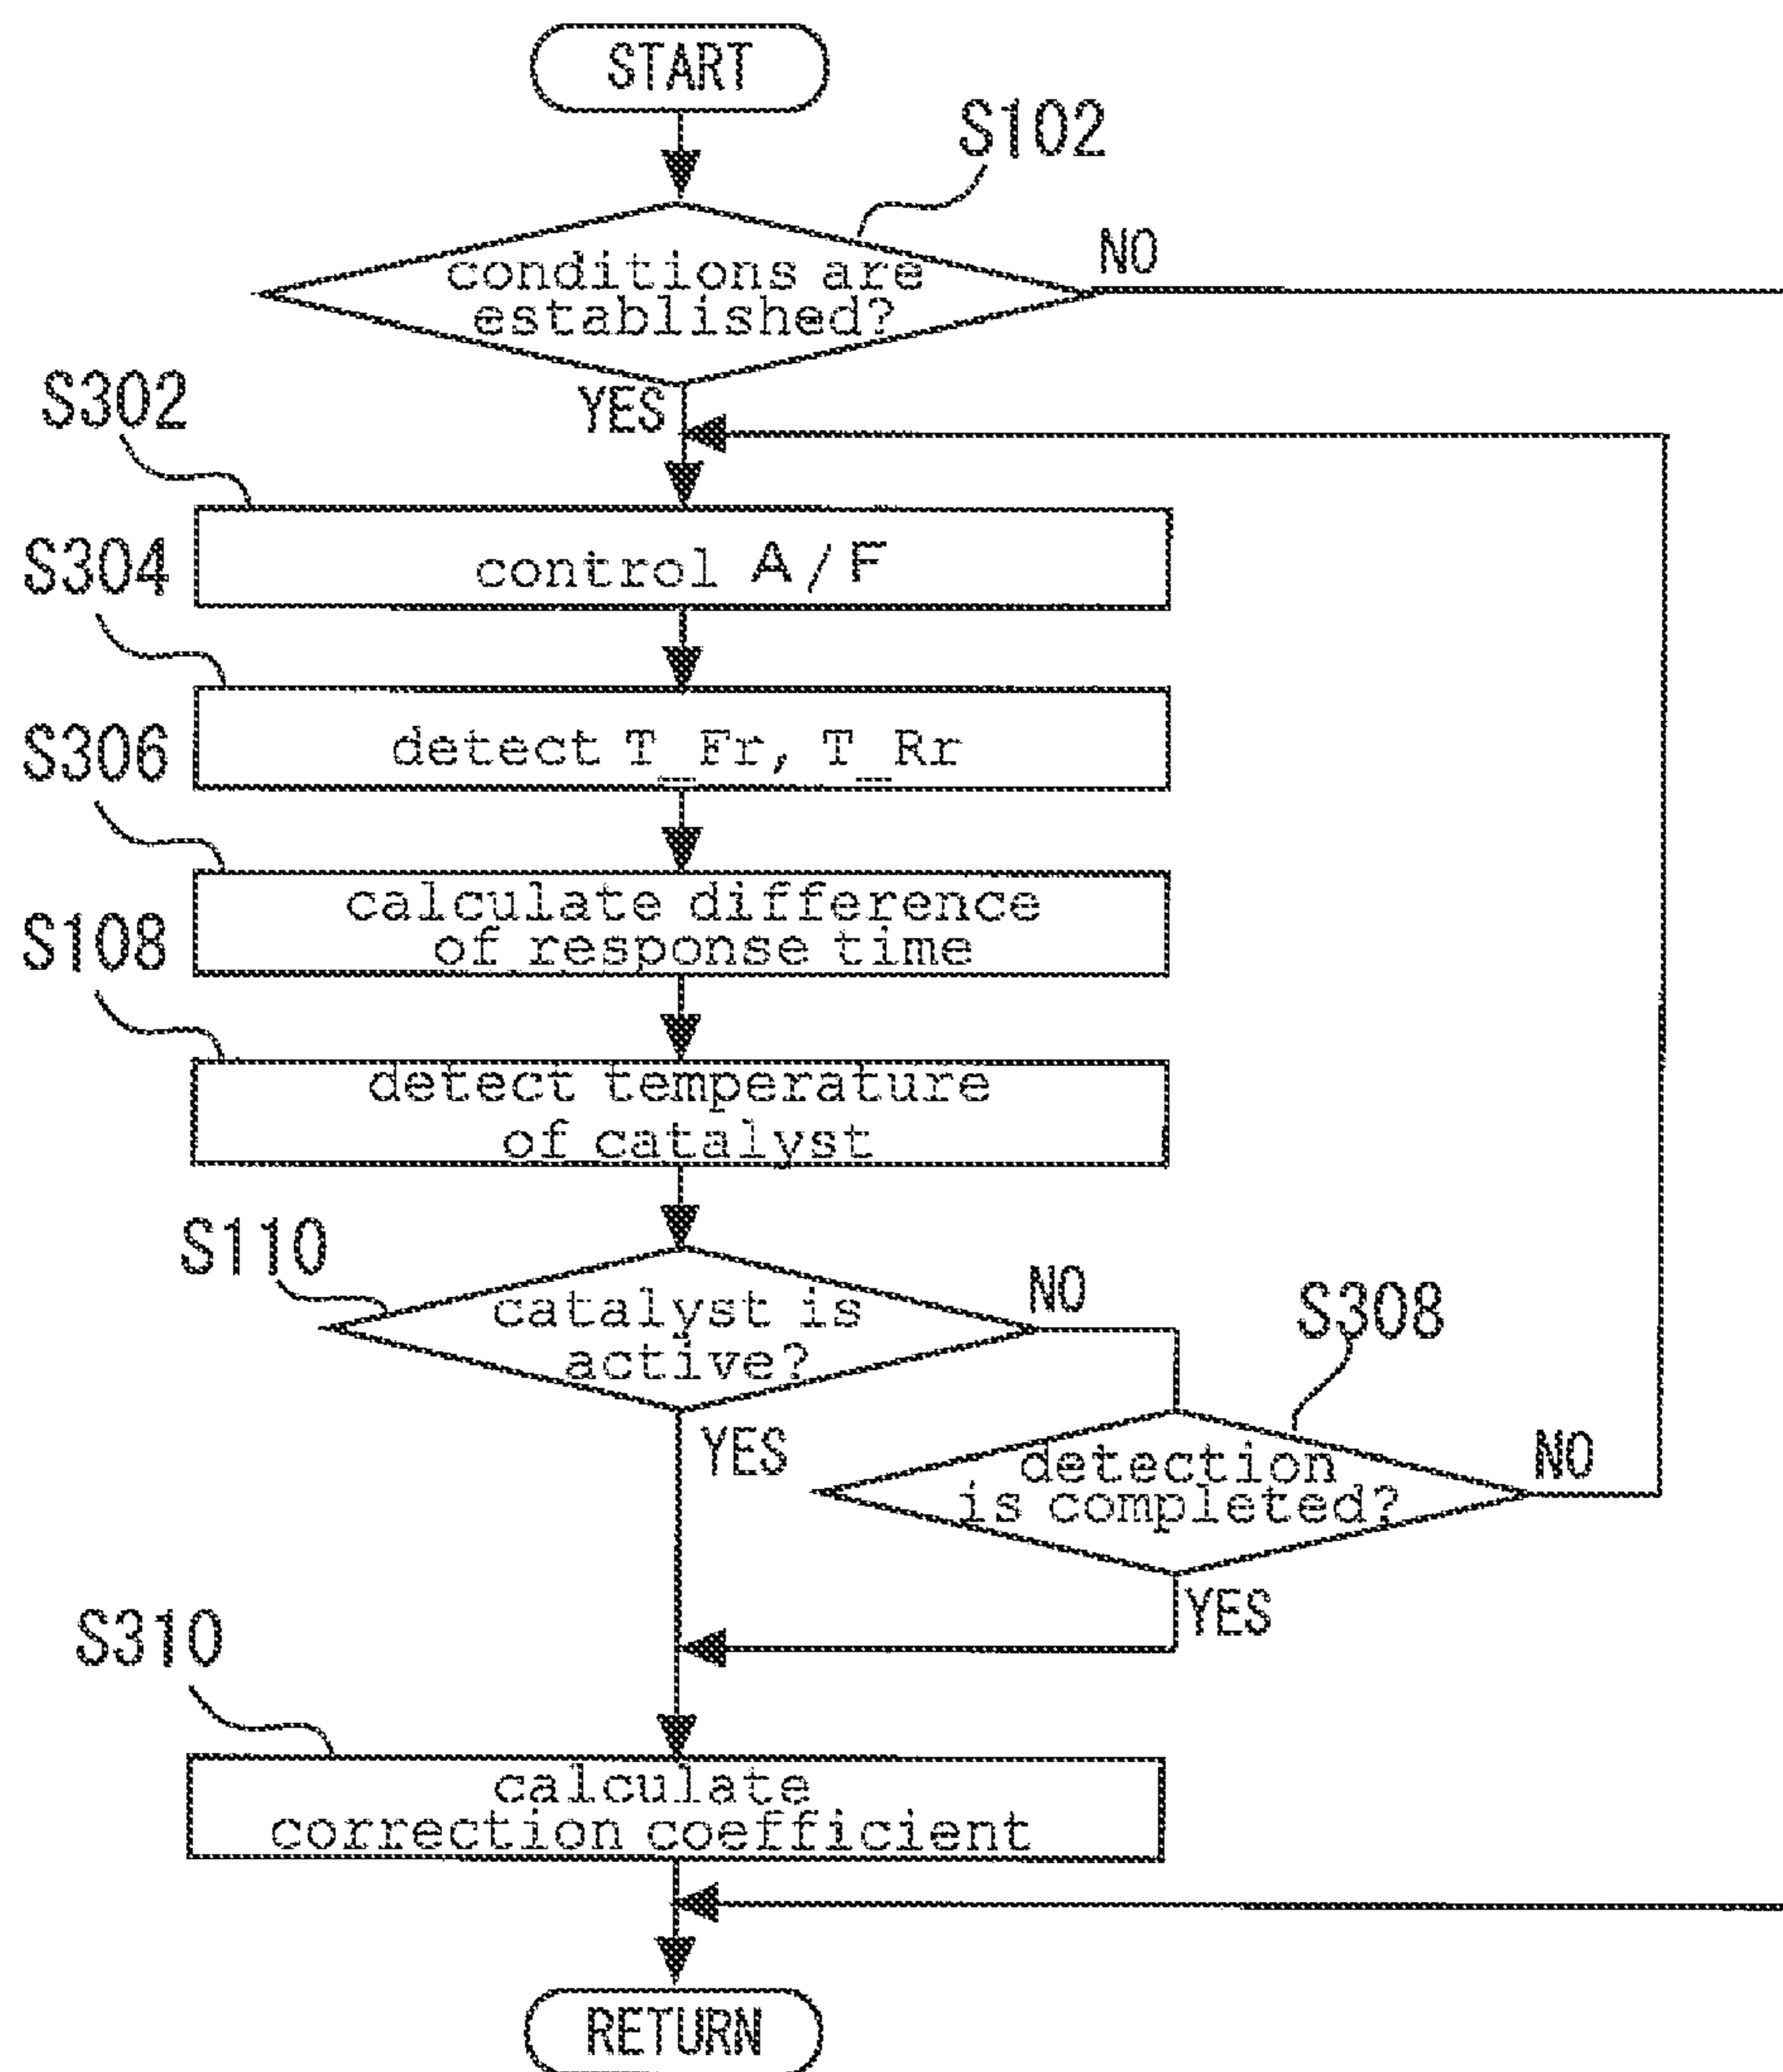 START
S102
conditions are
established?
NO
YES
S302
control A/F
S304
detect T_Fr, T_Rr
S306
calculate difference
of response time
S108
detect temperature
of catalyst
S110
catalyst is
active?
NO
YES
S308
detection
is completed?
NO
YES
S310
calculate
correction coefficient
RETURN